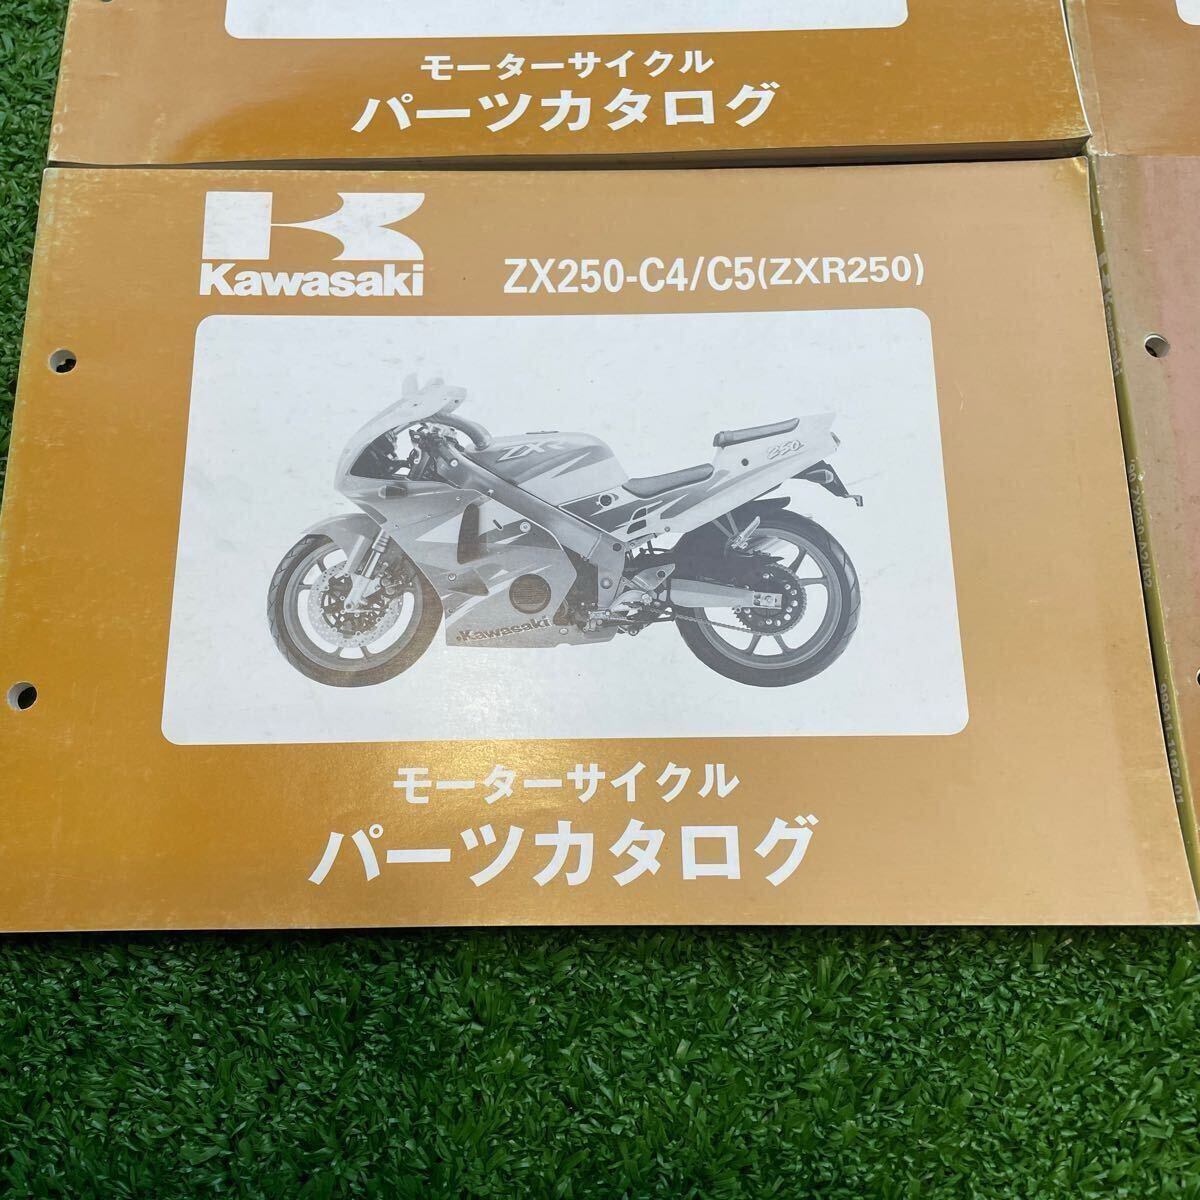 モーターサイクル
パーツカタログ
Kawasaki
ZX250-C4/C5(ZXR250)
ZXR
250
Kawasaki
モーターサイクル
パーツカタログ